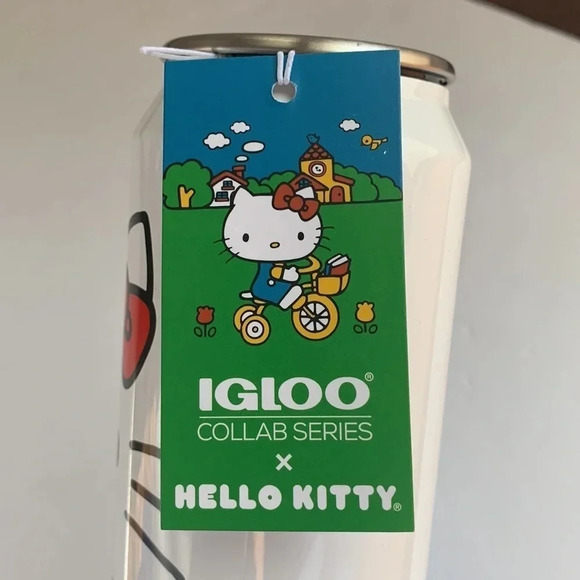 IGLOO®
COLLAB SERIES
×
HELLO KITTY®